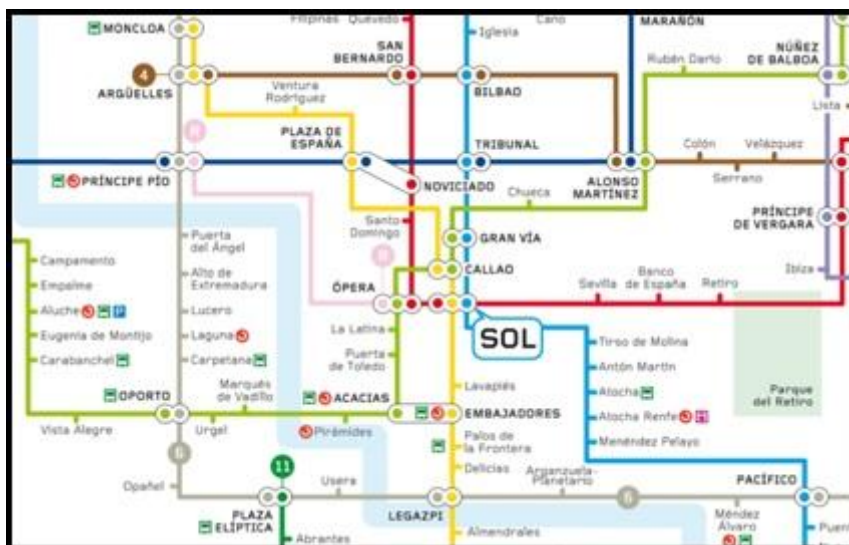 Filipinas
Quevedo
Cano
MARAÑÓN
MONCLOA
Iglesia
SAN
BERNARDO
Rubén Darío
NÚÑEZ
DE BALBOA
4
ARGÜELLES
Ventura
Rodríguez
BILBAO
Lista
R
PLAZA DE
ESPAÑA
TRIBUNAL
Colón
Velázquez
PRÍNCIPE PÍO
NOVICIADO
ALONSO
MARTÍNEZ
Serrano
Chueca
PRÍNCIPE
DE VERGARA
Santo
Domingo
Puerta
del Ángel
GRAN VÍA
Campamento
R
CALLAO
Ibiza
Empalme
Alto de
Extremadura
ÓPERA
Sevilla
Banco
de España
Retiro
Aluche
P
Lucero
La Latina
SOL
Eugenia de Montijo
Laguna
Tirso de Molina
Carabanchel
Carpetana
Puerta
de Toledo
Antón Martín
OPORTO
Marqués
de Vadillo
ACACIAS
Lavapiés
Atocha
Parque
del Retiro
EMBAJADORES
Atocha Renfe
H
Vista Alegre
Urgel
Pirámides
Palos de
la Frontera
Menéndez Pelayo
6
11
Delicias
Arganzuela-
Planetario
PACÍFICO
Opañel
Usera
6
PLAZA
ELÍPTICA
LEGAZPI
Méndez
Álvaro
Abrantes
Almendrales